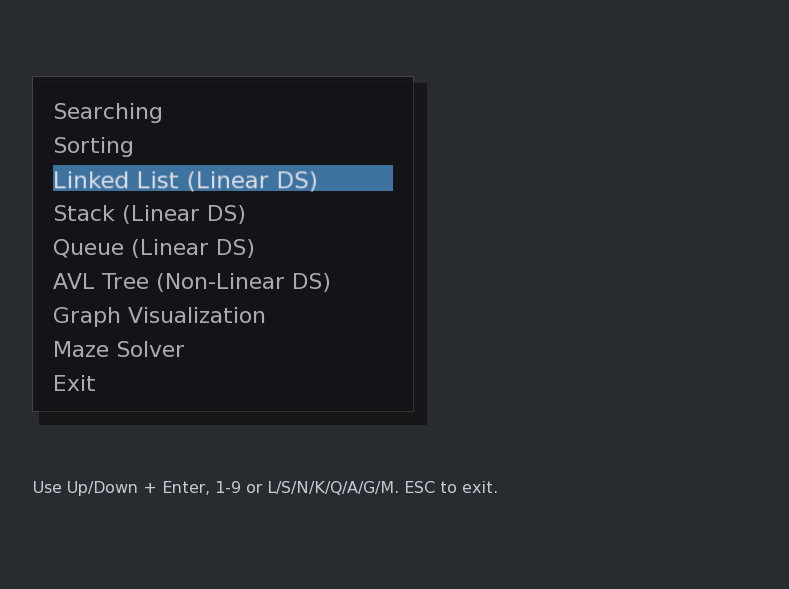 Searching
Sorting
Linked List (Linear DS)
Stack (Linear DS)
Queue (Linear DS)
AVL Tree (Non-Linear DS)
Graph Visualization
Maze Solver
Exit
Use Up/Down + Enter, 1-9 or L/S/N/K/Q/A/G/M. ESC to exit.